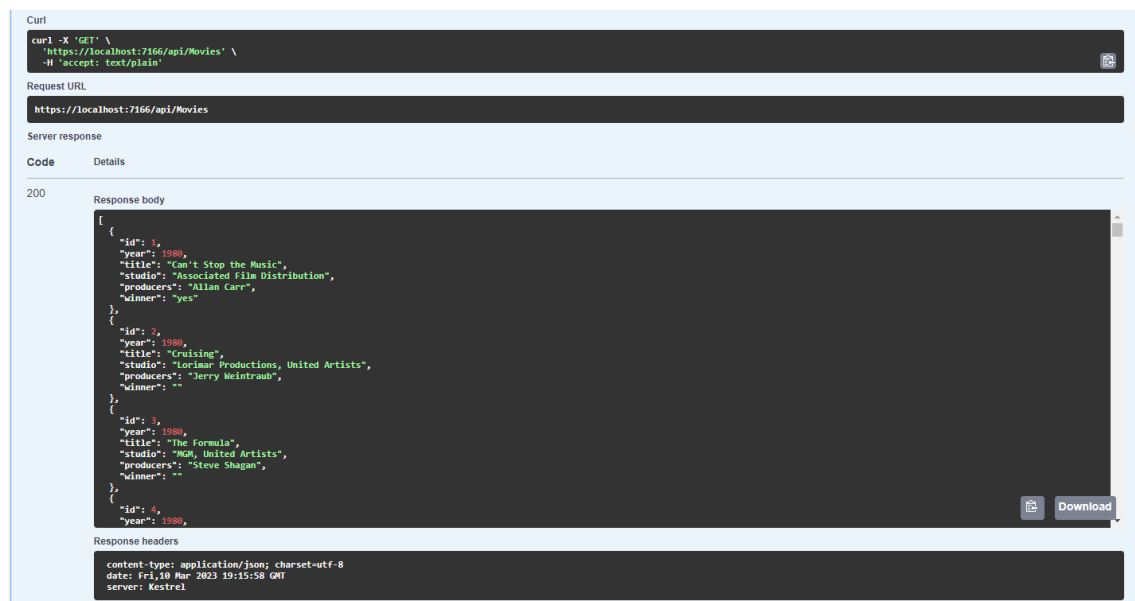 Curl
curl -X 'GET' \
'https://localhost:7166/api/Movies' \
-H 'accept: text/plain'
Request URL
https://localhost:7166/api/Movies
Server response
Code Details
200
Response body
[
{
"id": 1,
"year": 1980,
"title": "Can't Stop the Music",
"studio": "Associated Film Distribution",
"producers": "Allan Carr",
"winner": "yes"
},
{
"id": 2,
"year": 1980,
"title": "Cruising",
"studio": "Lorimar Productions, United Artists",
"producers": "Jerry Weintraub",
"winner": ""
},
{
"id": 3,
"year": 1980,
"title": "The Formula",
"studio": "MGM, United Artists",
"producers": "Steve Shagan",
"winner": ""
},
{
"id": 4,
"year": 1980,
Download
Response headers
content-type: application/json; charset=utf-8
date: Fri,10 Mar 2023 19:15:58 GMT
server: Kestrel